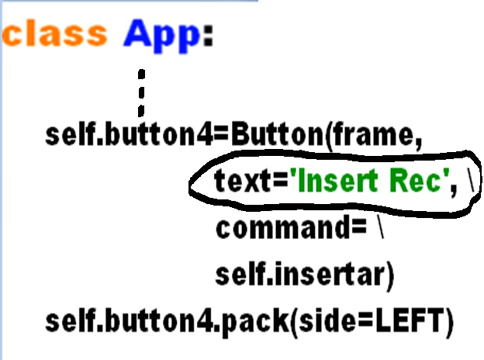 class App:
self.button4=Button(frame,
text='Insert Rec', \
command= \
self.insertar)
self.button4.pack(side=LEFT)